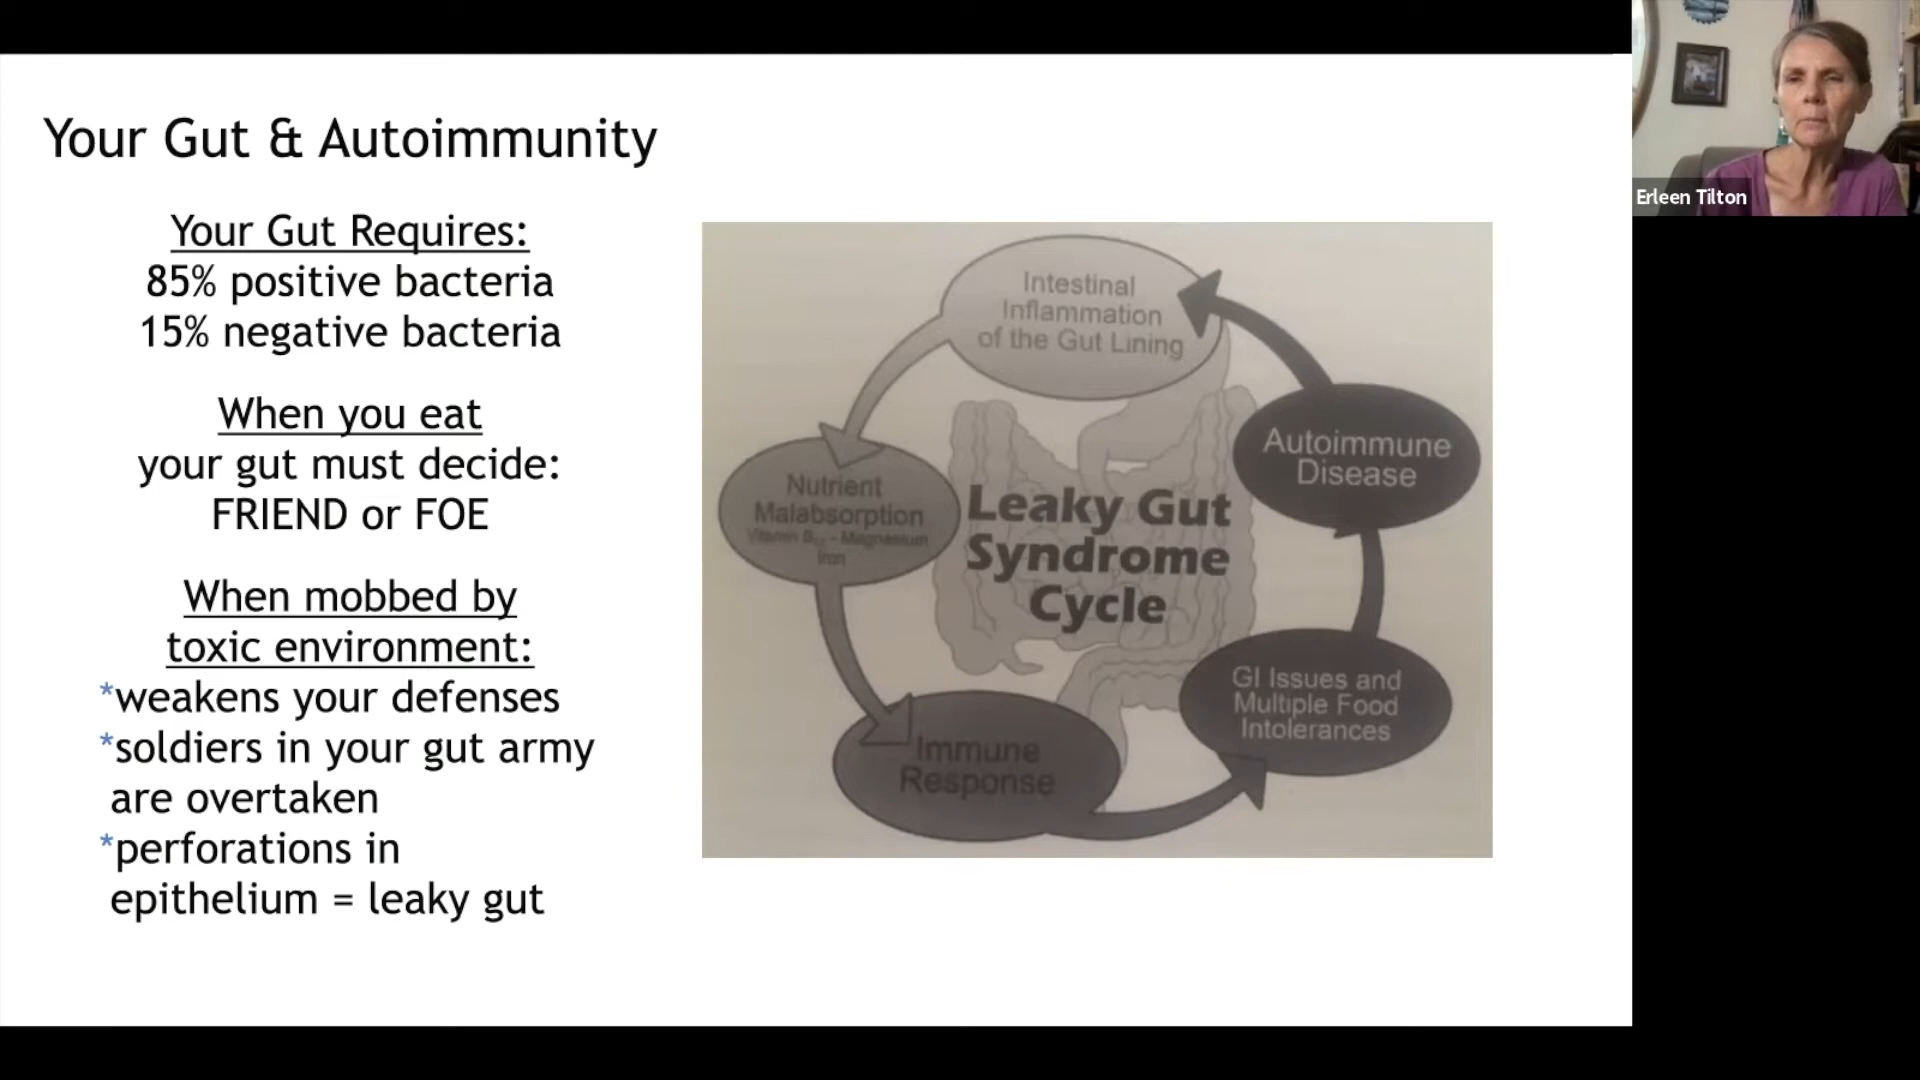 Your Gut & Autoimmunity
Your Gut Requires:
85% positive bacteria
15% negative bacteria
When you eat
your gut must decide:
FRIEND or FOE
When mobbed by
toxic environment:
*weakens your defenses
*soldiers in your gut army
are overtaken
*perforations in
epithelium = leaky gut
Intestinal
Inflammation
of the Gut Lining
Nutrient
Malabsorption
Vitamin B₁₂ - Magnesium
Iron
Leaky Gut
Syndrome
Cycle
Autoimmune
Disease
GI Issues and
Multiple Food
Intolerances
Immune
Response
Erleen Tilton